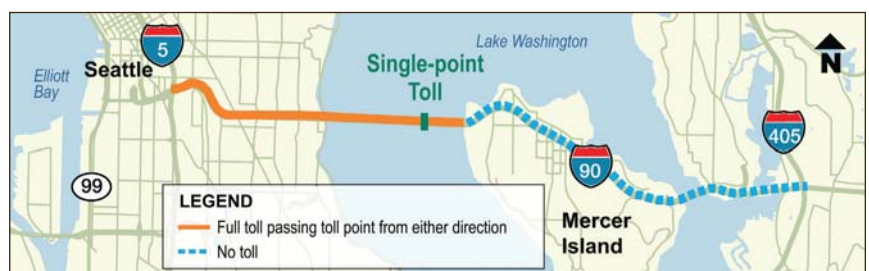 5
Seattle
Elliott
Bay
Single-point
Toll
Lake Washington
N
405
99
90
Mercer
Island
LEGEND
Full toll passing toll point from either direction
No toll